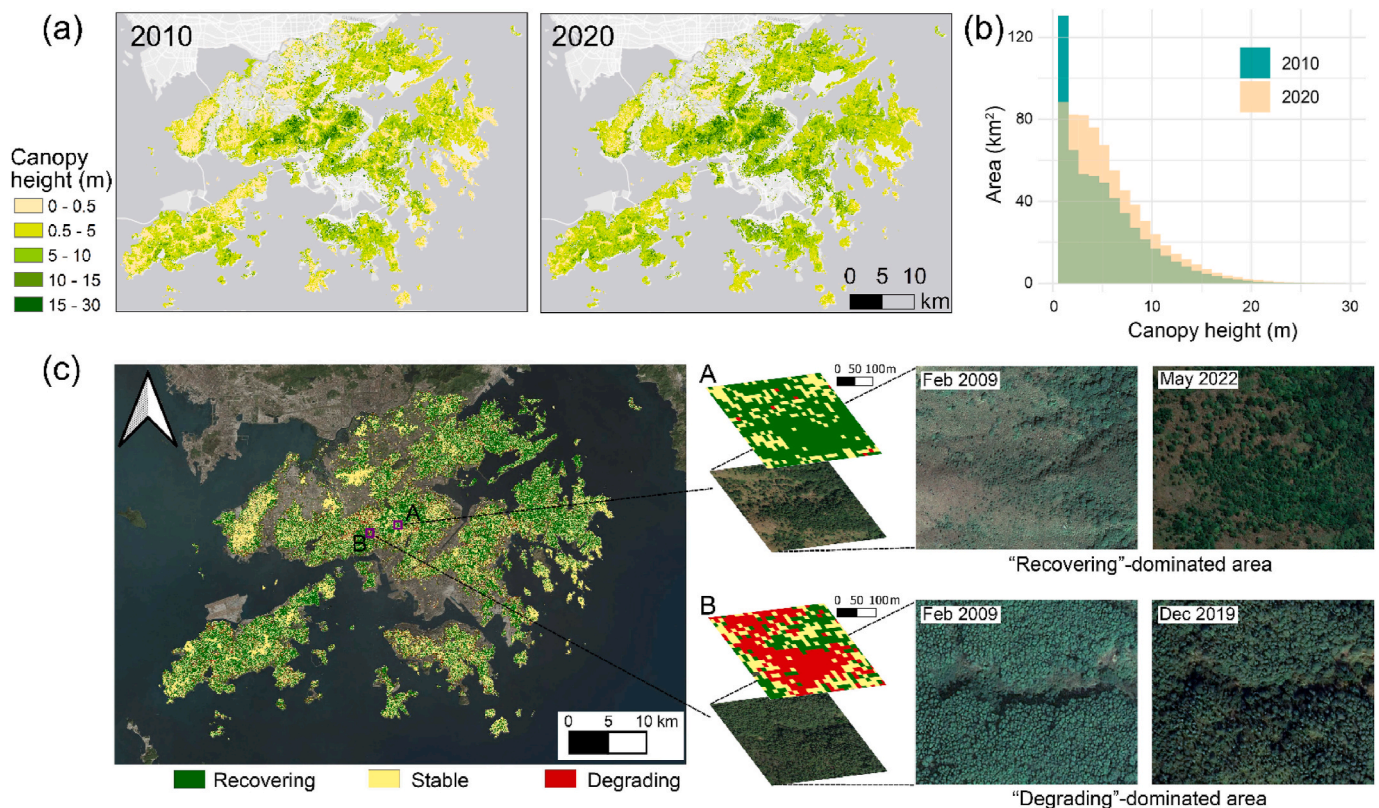 (a)
2010
2020
Canopy
height (m)
0 - 0.5
0.5 - 5
5 - 10
10 - 15
15 - 30
0 5 10
km
(b)
120
80
40
0
Area (km²)
2010
2020
0 10 20 30
Canopy height (m)
(c)
A
B
0 5 10 km
Recovering Stable Degrading
A
0 50 100m
Feb 2009
May 2022
"Recovering"-dominated area
B
0 50 100m
Feb 2009
Dec 2019
"Degrading"-dominated area